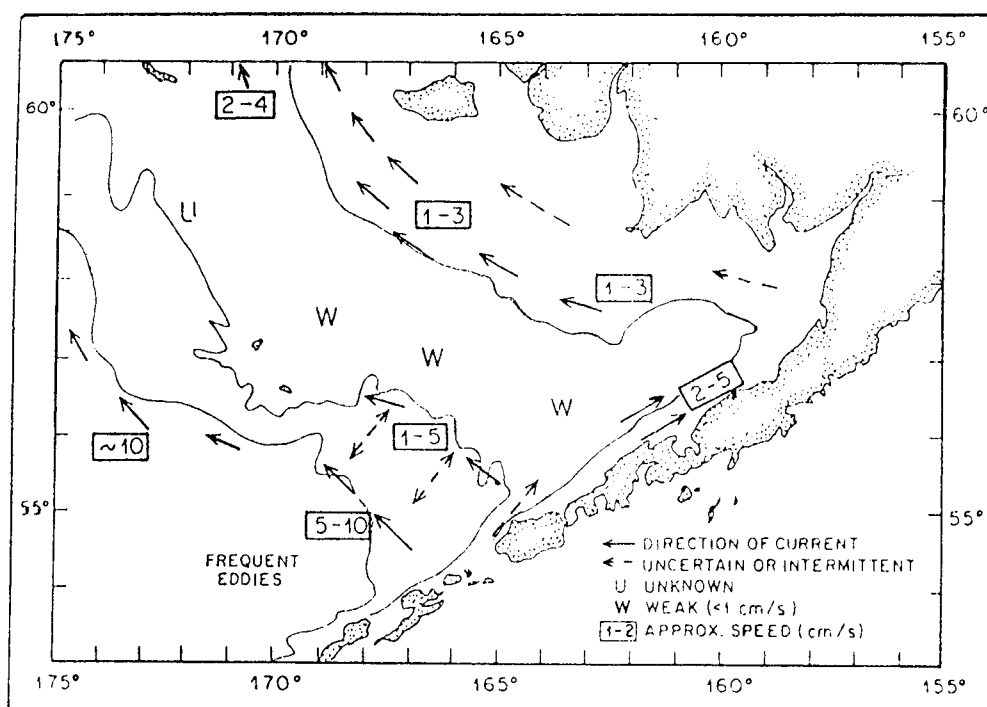 175° 170° 165° 160° 155°
60° 2-4 60°
1-3
U
1-3
W
W
2-5
W
1-5
~10
55° 5-10 55°
FREQUENT
EDDIES
DIRECTION OF CURRENT
UNCERTAIN OR INTERMITTENT
U UNKNOWN
W WEAK (<1 cm/s)
1-2 APPROX. SPEED (cm/s)
175° 170° 165° 160° 155°